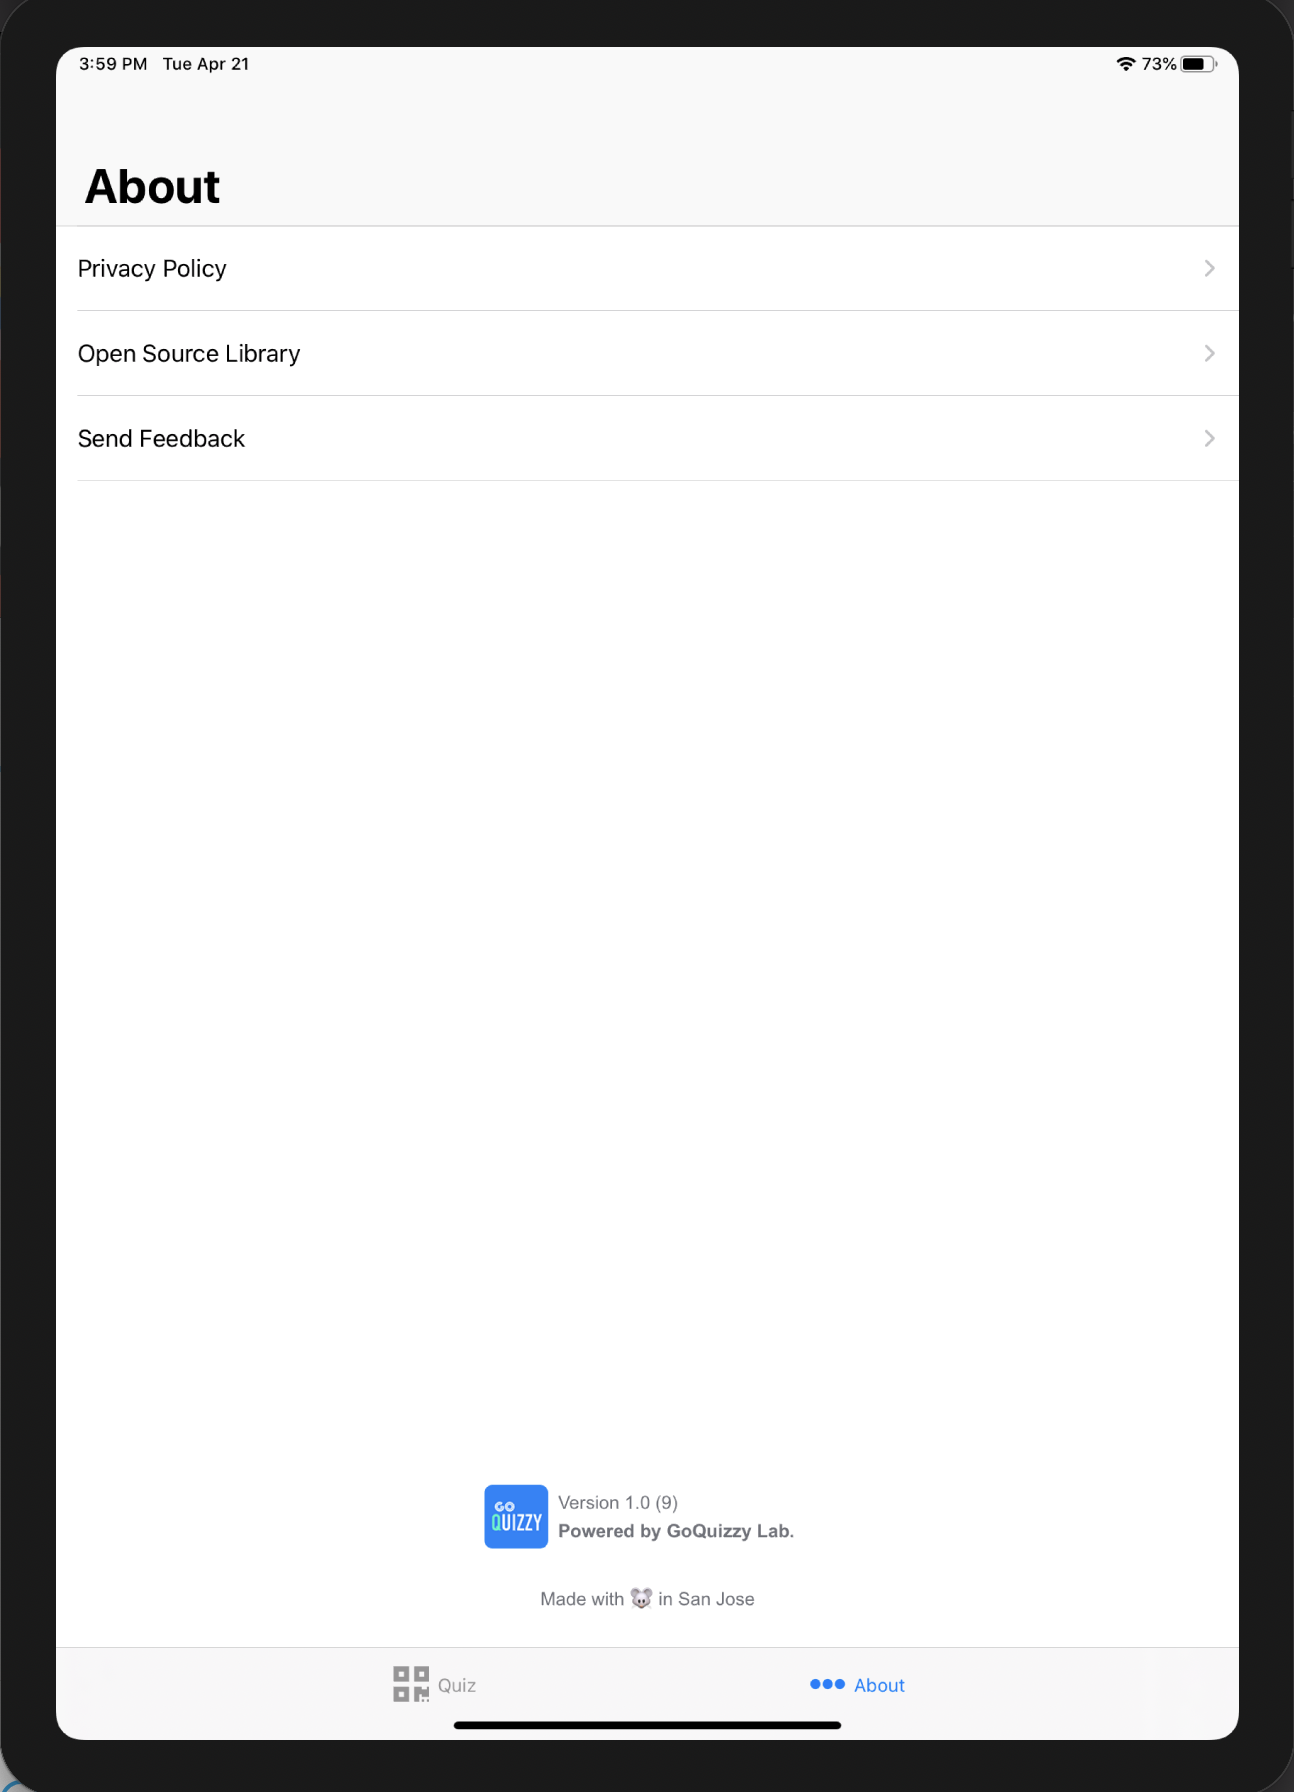 3:59 PM Tue Apr 21 73%
About
Privacy Policy
Open Source Library
Send Feedback
GO
QUIZZY
Version 1.0 (9)
Powered by GoQuizzy Lab.
Made with 🐭 in San Jose
Quiz About